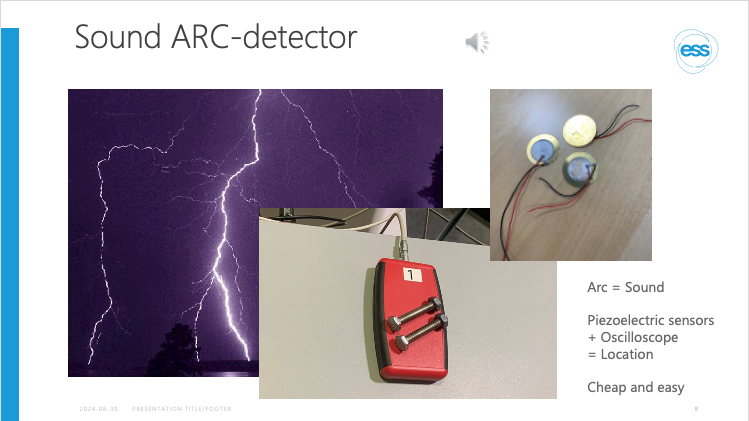 Sound ARC-detector
ess
1
Arc = Sound
Piezoelectric sensors
+ Oscilloscope
= Location
Cheap and easy
2024-08-30 PRESENTATION TITLE/FOOTER
9